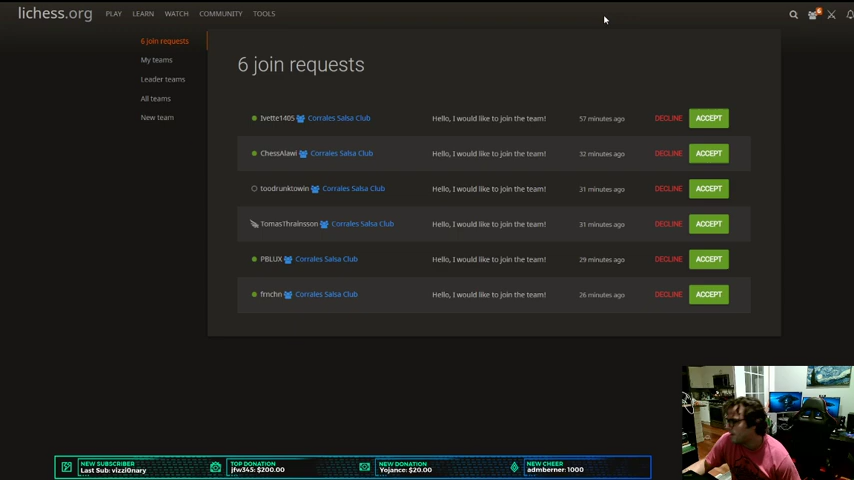 lichess.org PLAY LEARN WATCH COMMUNITY TOOLS 6
6 join requests
My teams
Leader teams
All teams
New team
6 join requests
Ivette1405 Corrales Salsa Club Hello, I would like to join the team! 57 minutes ago DECLINE ACCEPT
ChessAlawi Corrales Salsa Club Hello, I would like to join the team! 32 minutes ago DECLINE ACCEPT
toodrunktowin Corrales Salsa Club Hello, I would like to join the team! 31 minutes ago DECLINE ACCEPT
TomasThrainsson Corrales Salsa Club Hello, I would like to join the team! 31 minutes ago DECLINE ACCEPT
PBLUX Corrales Salsa Club Hello, I would like to join the team! 29 minutes ago DECLINE ACCEPT
frnchn Corrales Salsa Club Hello, I would like to join the team! 26 minutes ago DECLINE ACCEPT
NEW SUBSCRIBER
Last Sub: vizzi0nary
TOP DONATION
jfw345: $200.00
NEW DONATION
Yojance: $20.00
NEW CHEER
admberner: 1000